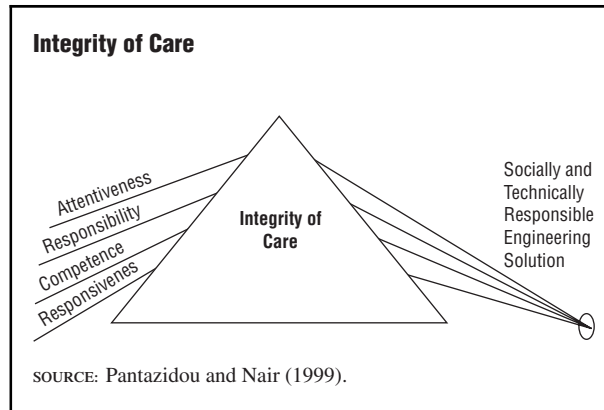 Integrity of Care
Attentiveness
Responsibility
Competence
Responsivenes
Integrity of
Care
Socially and
Technically
Responsible
Engineering
Solution
SOURCE: Pantazidou and Nair (1999).